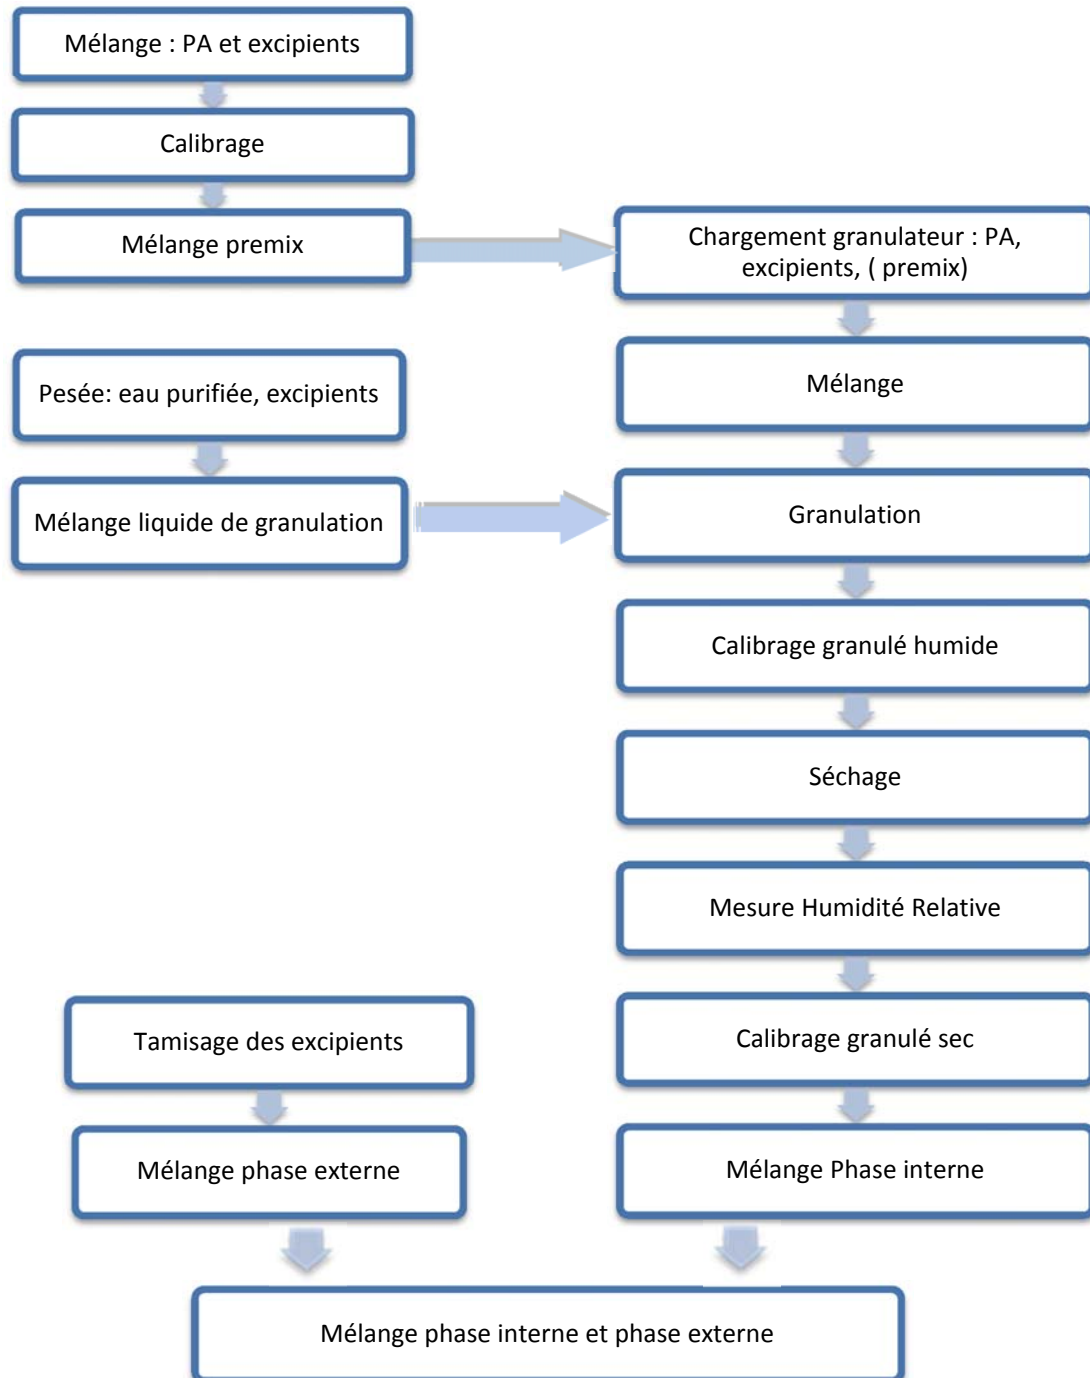 Mélange : PA et excipients
Calibrage
Mélange premix
Chargement granulateur : PA,
excipients, ( premix)
Mélange
Pesée: eau purifiée, excipients
Mélange liquide de granulation
Granulation
Calibrage granulé humide
Séchage
Mesure Humidité Relative
Calibrage granulé sec
Tamisage des excipients
Mélange phase externe
Mélange Phase interne
Mélange phase interne et phase externe